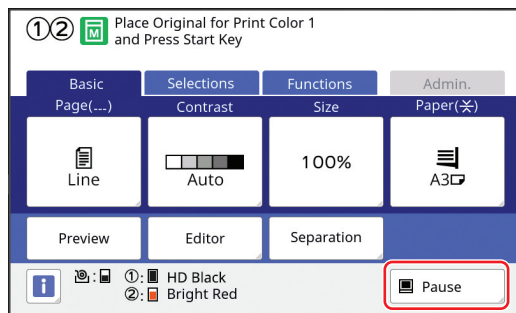 ①② M Place Original for Print Color 1
and Press Start Key
Basic Selections Functions Admin.
Page(---) Contrast Size Paper(⚹)
Line Auto 100% A3
Preview Editor Separation
i : ①: HD Black
②: Bright Red
Pause